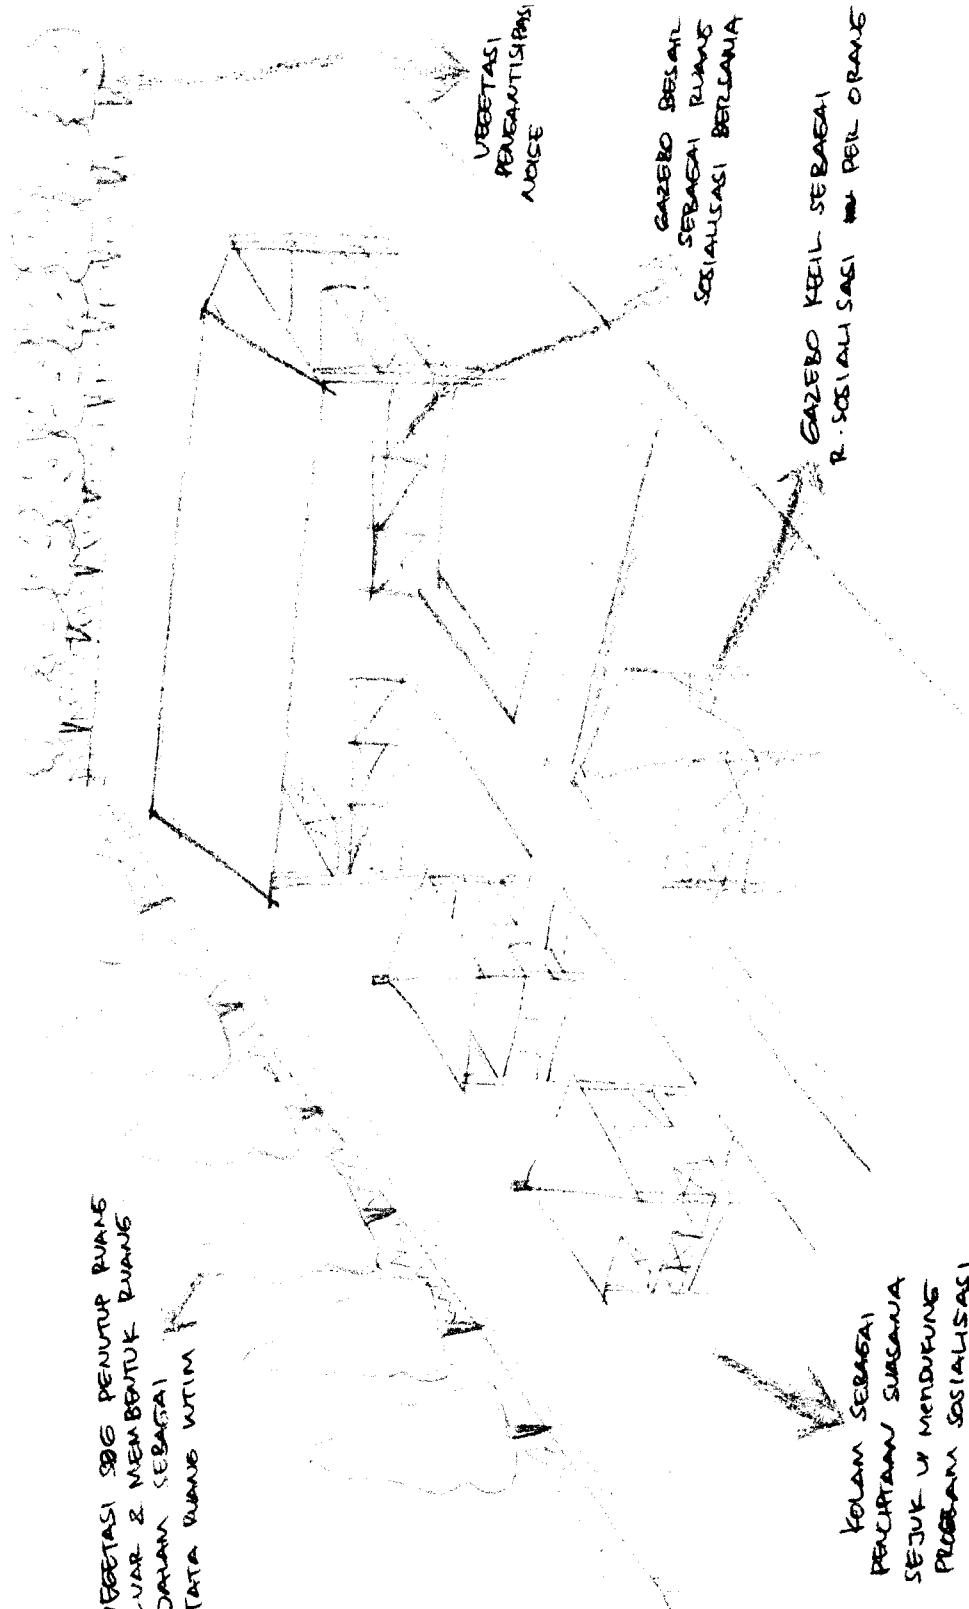 VEGETASI SBG PENUTUP RUANG
LUAR & MEMBENTUK RUANG
DALAM SEBAGAI
TATA RUANG INTIM
VEGETASI
PENGANTISIPASI
NOISE
GAZEBO BESAR
SEBAGAI RUANG
SOSIALISASI BERSAMA
GAZEBO KECIL SEBAGAI
R. SOSIALISASI PER ORANG
KOLAM SEBAGAI
PENCIPTAAN SUASANA
SEJUK U/ MENDUKUNG
PROGRAM SOSIALISASI